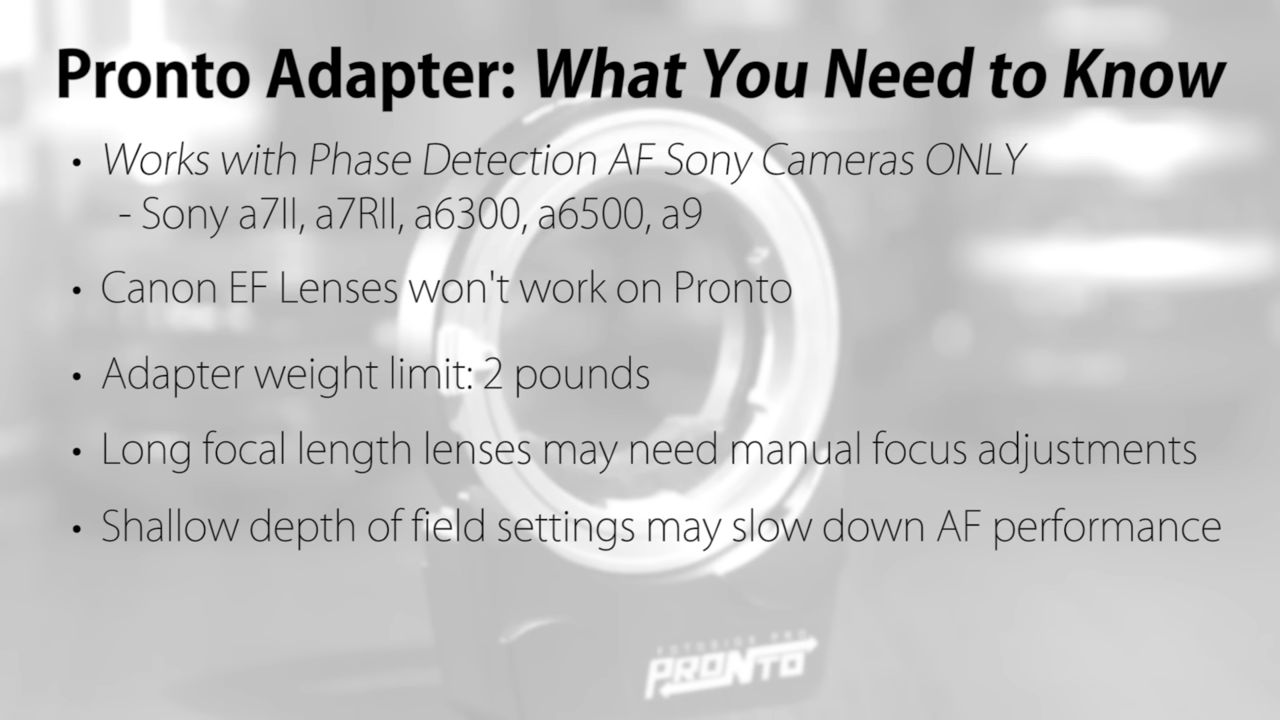 Pronto Adapter: What You Need to Know
• Works with Phase Detection AF Sony Cameras ONLY
- Sony a7II, a7RII, a6300, a6500, a9
• Canon EF Lenses won't work on Pronto
• Adapter weight limit: 2 pounds
• Long focal length lenses may need manual focus adjustments
• Shallow depth of field settings may slow down AF performance
FOTODIOX PRO
PRONTO